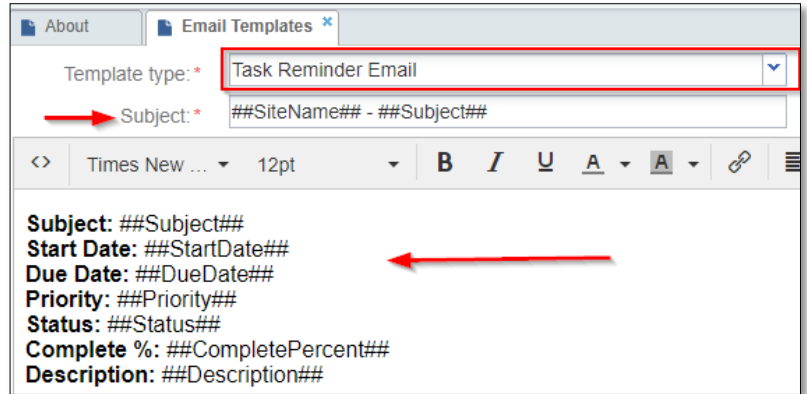 About
Email Templates ×
Template type:* Task Reminder Email
Subject:* ##SiteName## - ##Subject##
<> Times New ... 12pt B I U A A
Subject: ##Subject##
Start Date: ##StartDate##
Due Date: ##DueDate##
Priority: ##Priority##
Status: ##Status##
Complete %: ##CompletePercent##
Description: ##Description##